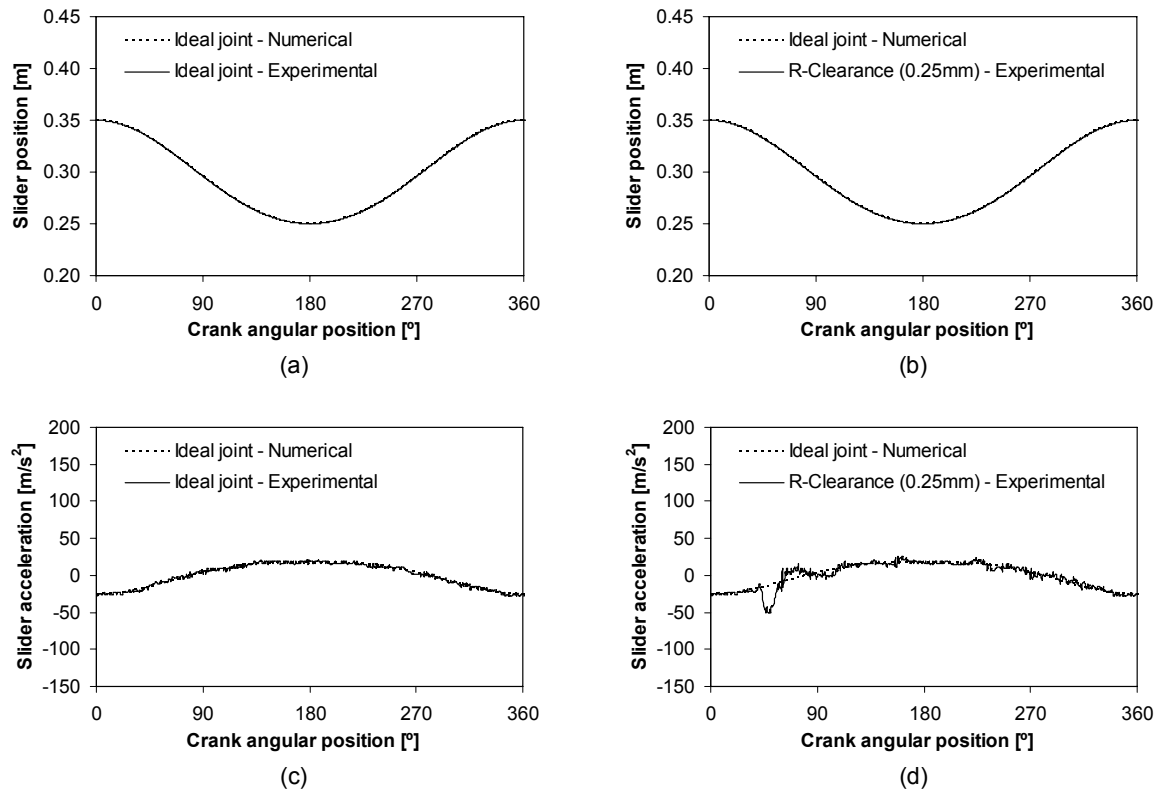 0.45
0.40
0.35
0.30
0.25
0.20
Slider position [m]
Ideal joint - Numerical
Ideal joint - Experimental
0 90 180 270 360
Crank angular position [º]
(a)
0.45
0.40
0.35
0.30
0.25
0.20
Slider position [m]
Ideal joint - Numerical
R-Clearance (0.25mm) - Experimental
0 90 180 270 360
Crank angular position [º]
(b)
200
150
100
50
0
-50
-100
-150
Slider acceleration [m/s²]
Ideal joint - Numerical
Ideal joint - Experimental
0 90 180 270 360
Crank angular position [º]
(c)
200
150
100
50
0
-50
-100
-150
Slider acceleration [m/s²]
Ideal joint - Numerical
R-Clearance (0.25mm) - Experimental
0 90 180 270 360
Crank angular position [º]
(d)